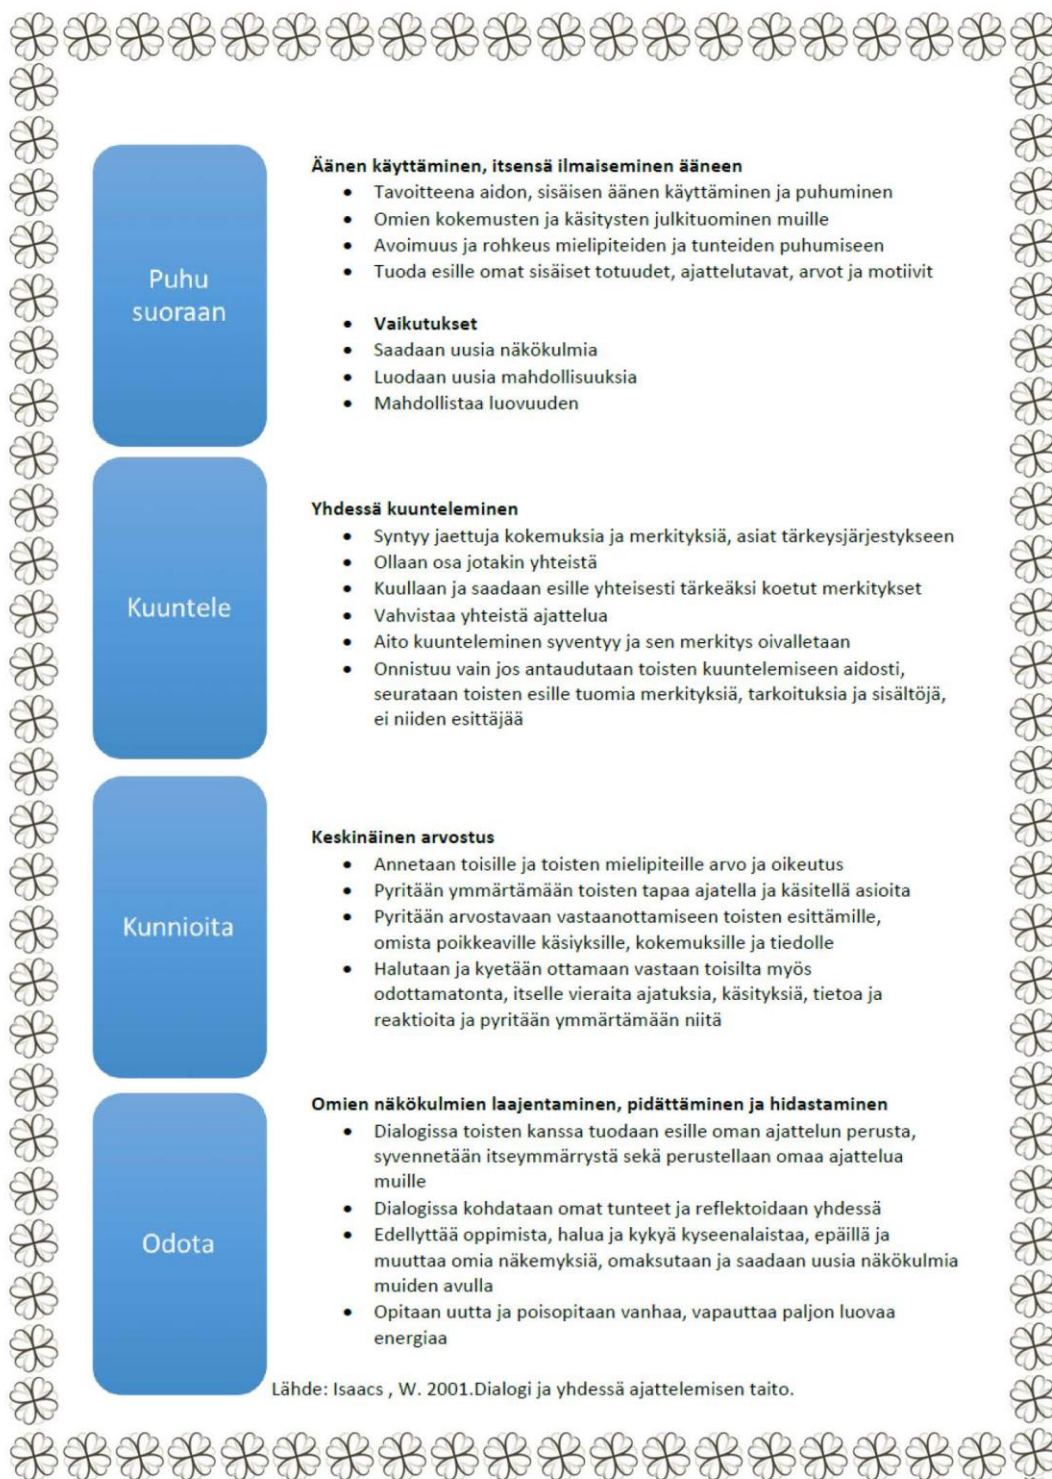 Puhu
suoraan
Äänen käyttäminen, itsensä ilmaiseminen ääneen
• Tavoitteena aidon, sisäisen äänen käyttäminen ja puhuminen
• Omien kokemusten ja käsitysten julkituominen muille
• Avoimuus ja rohkeus mielipiteiden ja tunteiden puhumiseen
• Tuoda esille omat sisäiset totuudet, ajattelutavat, arvot ja motiivit
• Vaikutukset
• Saadaan uusia näkökulmia
• Luodaan uusia mahdollisuuksia
• Mahdollistaa luovuuden
Kuuntele
Yhdessä kuunteleminen
• Syntyy jaettuja kokemuksia ja merkityksiä, asiat tärkeysjärjestykseen
• Ollaan osa jotakin yhteistä
• Kuullaan ja saadaan esille yhteisesti tärkeäksi koetut merkitykset
• Vahvistaa yhteistä ajattelua
• Aito kuunteleminen syventyy ja sen merkitys oivalletaan
• Onnistuu vain jos antaudutaan toisten kuuntelemiseen aidosti,
seurataan toisten esille tuomia merkityksiä, tarkoituksia ja sisältöjä,
ei niiden esittäjää
Kunnioita
Keskinäinen arvostus
• Annetaan toisille ja toisten mielipiteille arvo ja oikeutus
• Pyritään ymmärtämään toisten tapaa ajatella ja käsitellä asioita
• Pyritään arvostavaan vastaanottamiseen toisten esittämille,
omista poikkeaville käsiyksille, kokemuksille ja tiedolle
• Halutaan ja kyetään ottamaan vastaan toisilta myös
odottamatonta, itselle vieraita ajatuksia, käsityksiä, tietoa ja
reaktioita ja pyritään ymmärtämään niitä
Odota
Omien näkökulmien laajentaminen, pidättäminen ja hidastaminen
• Dialogissa toisten kanssa tuodaan esille oman ajattelun perusta,
syvennetään itseymmärrystä sekä perustellaan omaa ajattelua
muille
• Dialogissa kohdataan omat tunteet ja reflektoidaan yhdessä
• Edellyttää oppimista, halua ja kykyä kyseenalaistaa, epäillä ja
muuttaa omia näkemyksiä, omaksutaan ja saadaan uusia näkökulmia
muiden avulla
• Opitaan uutta ja poisopitaan vanhaa, vapauttaa paljon luovaa
energiaa
Lähde: Isaacs , W. 2001.Dialogi ja yhdessä ajattelemisen taito.